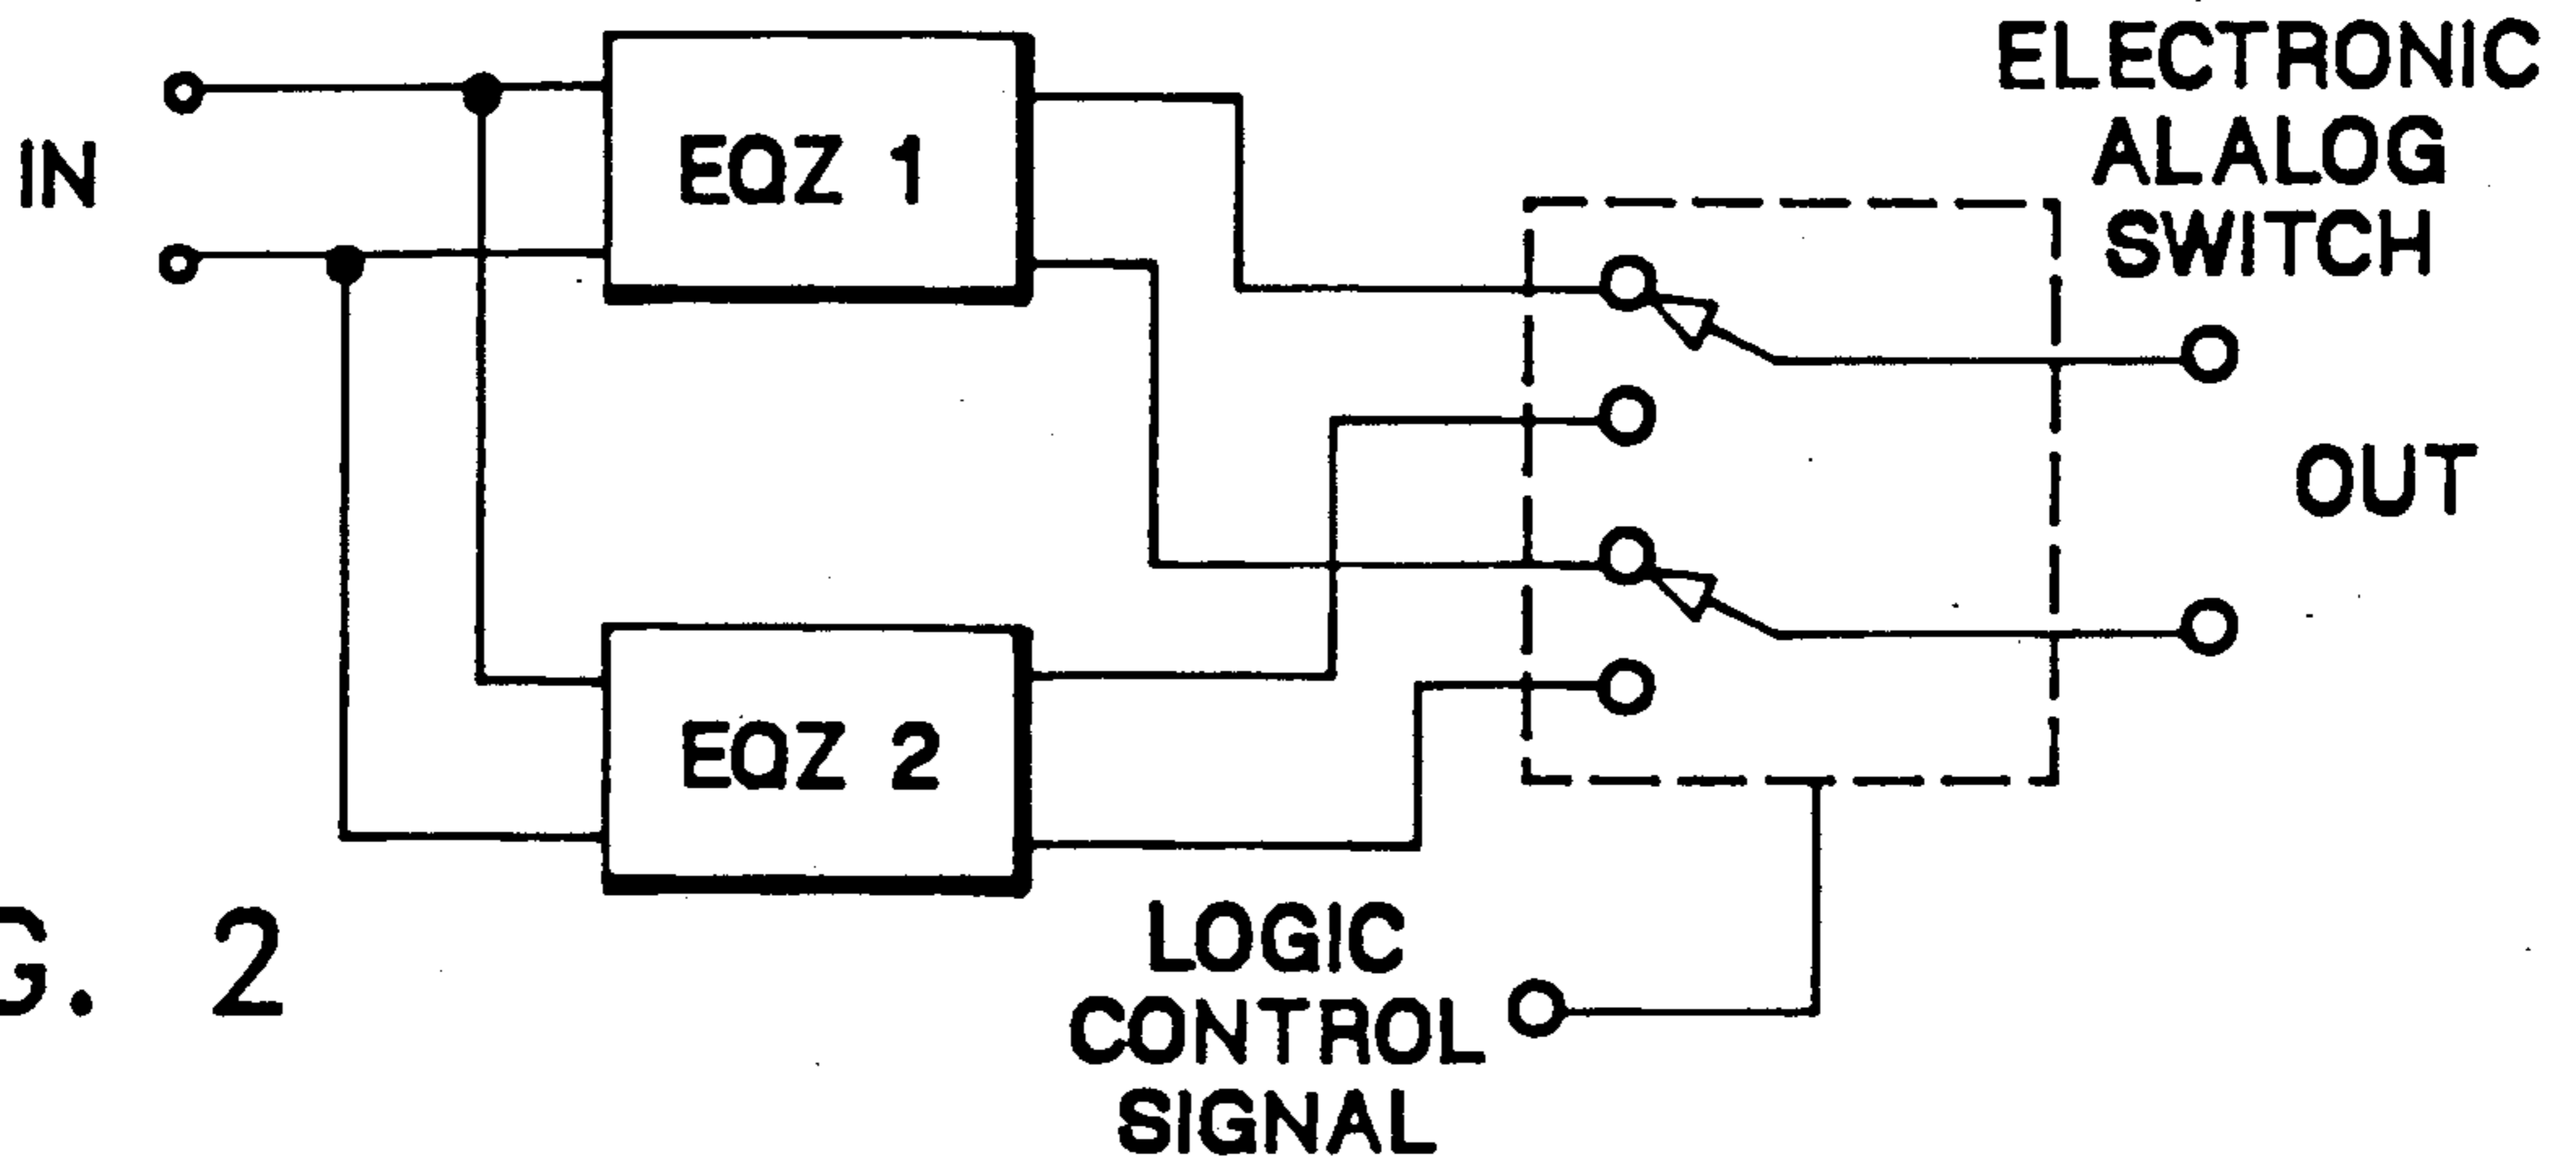 ELECTRONIC
ALALOG
SWITCH
IN
EQZ 1
OUT
EQZ 2
LOGIC
CONTROL
SIGNAL
G. 2